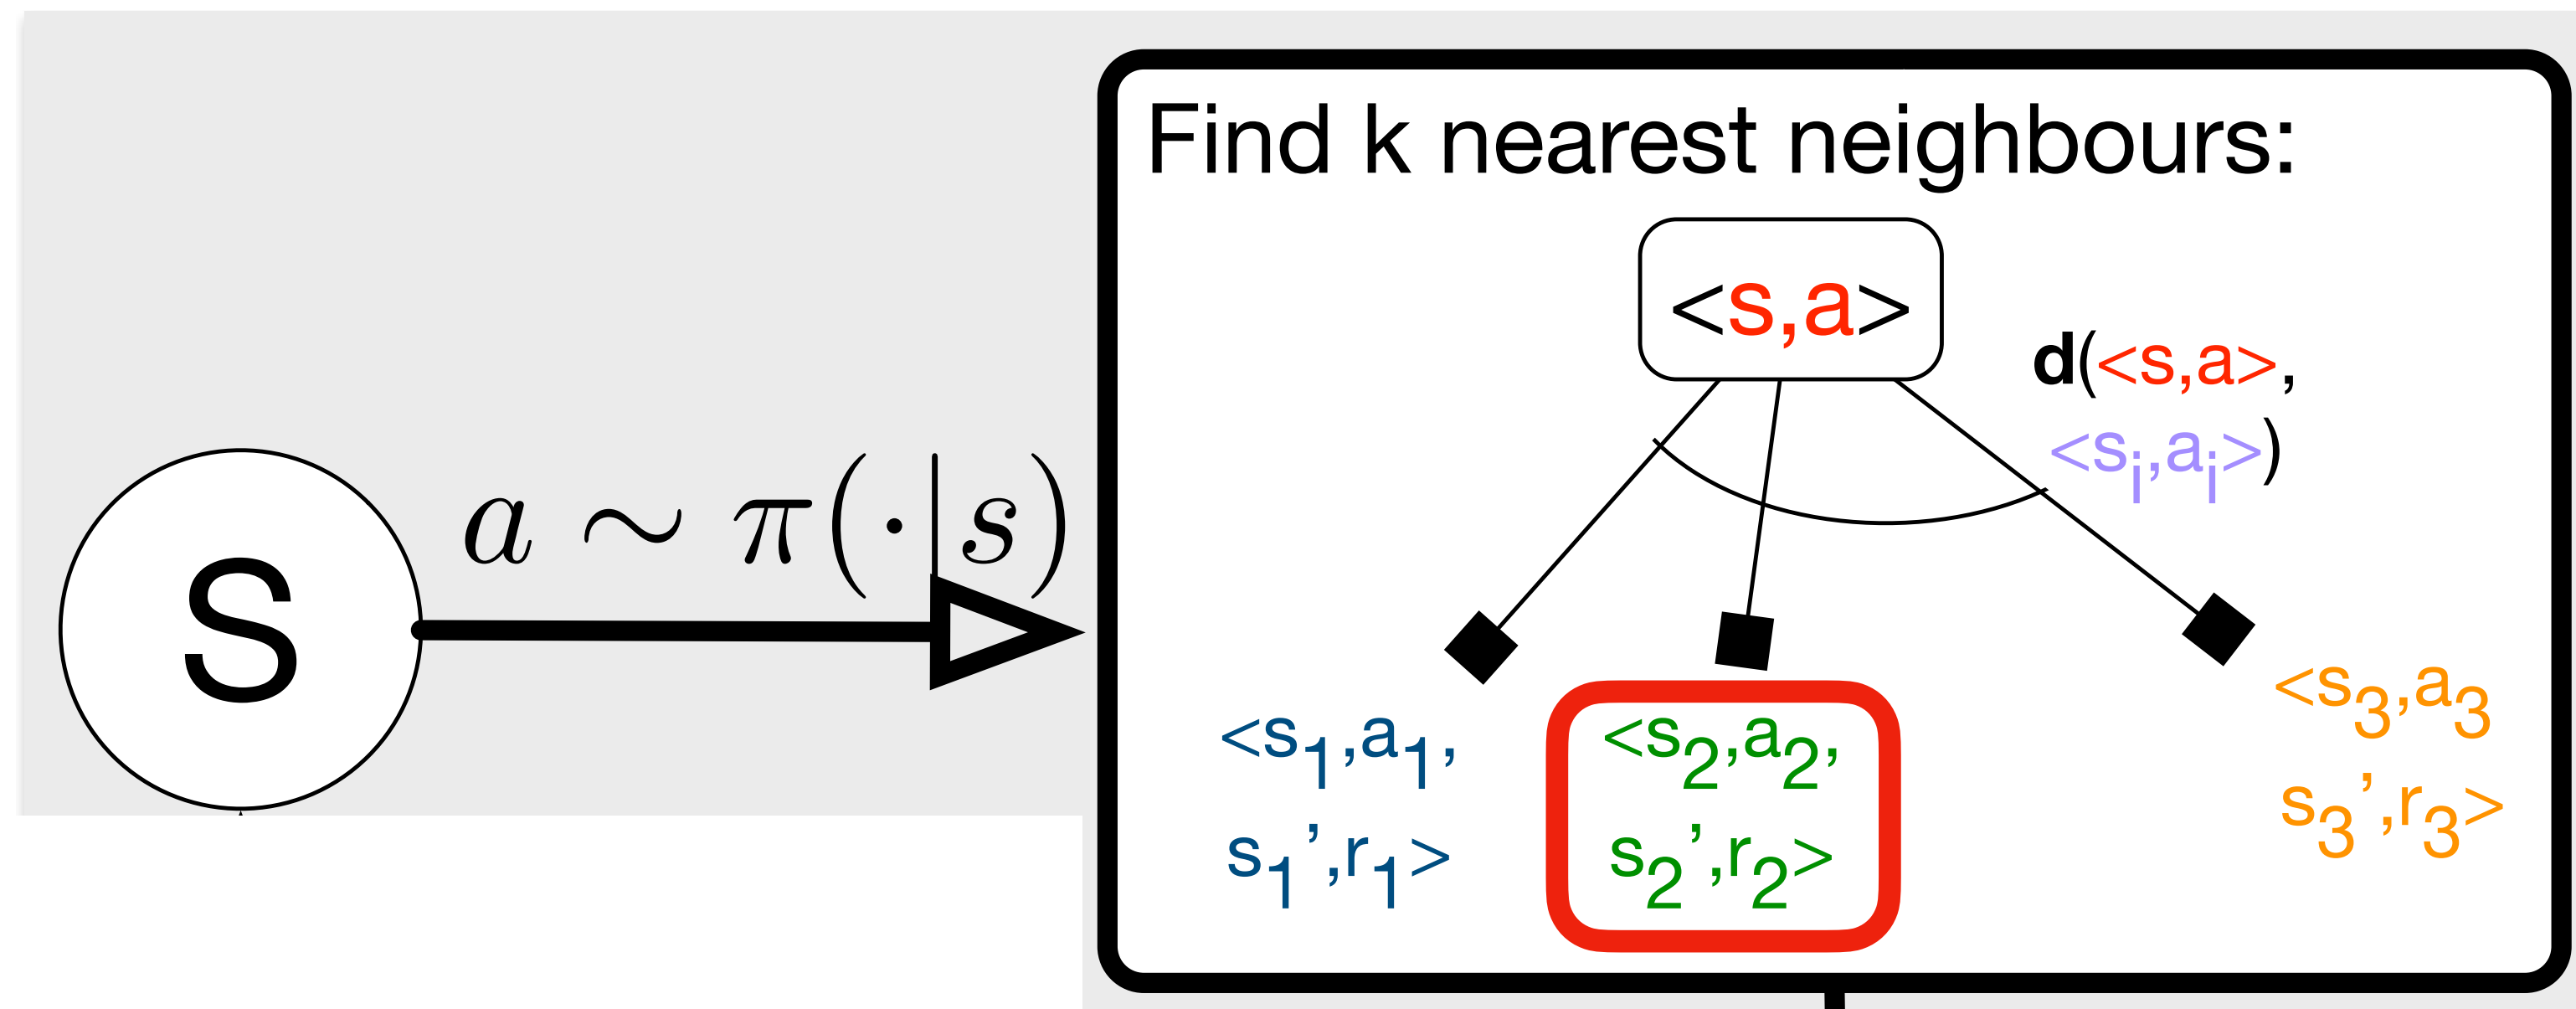 S
a ∼ π(·|s)
Find k nearest neighbours:
<s,a>
d(<s,a>,
<sᵢ,aᵢ>)
<s₁,a₁,
s₁’,r₁>
<s₂,a₂,
s₂’,r₂>
<s₃,a₃
s₃’,r₃>